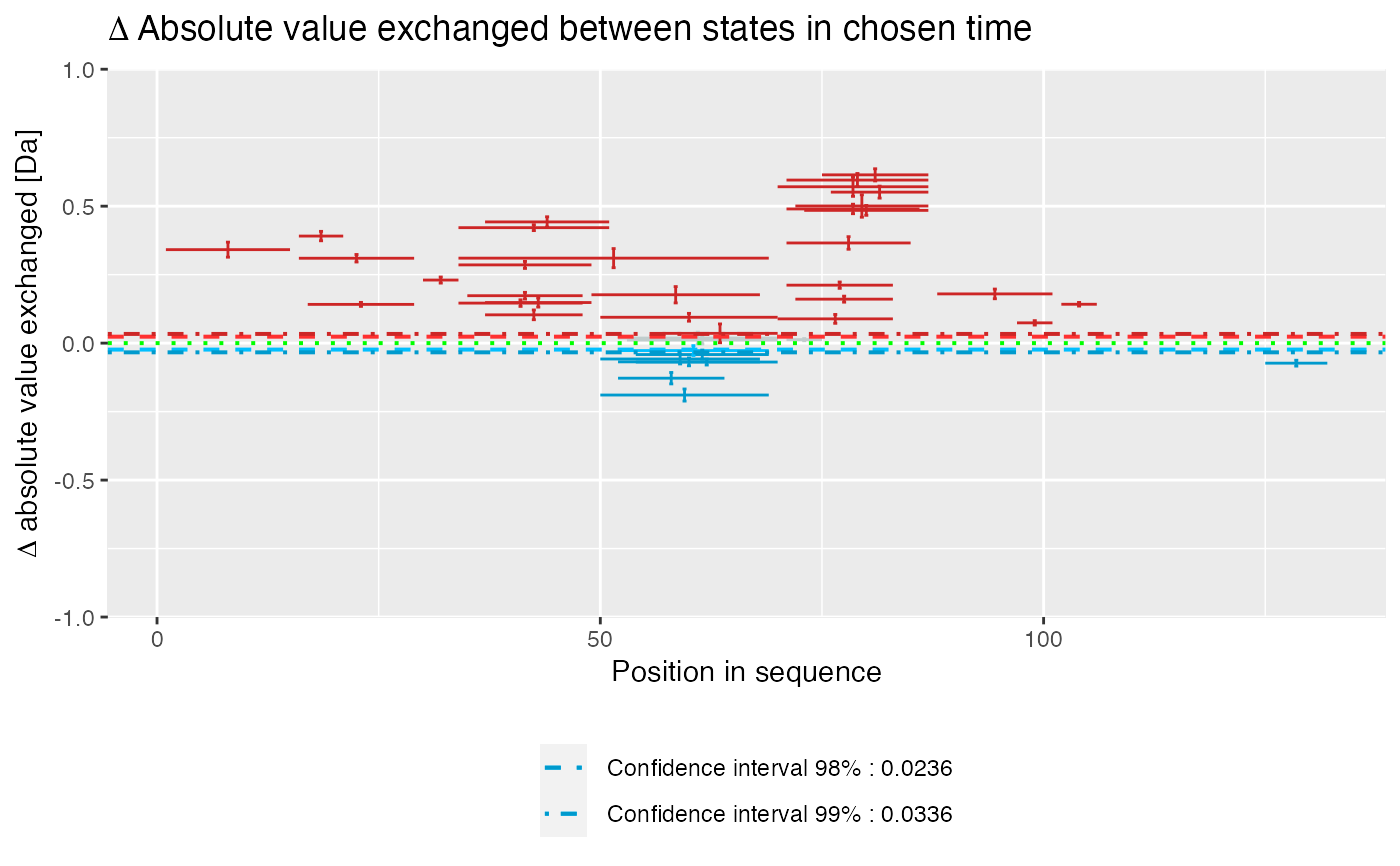 Δ Absolute value exchanged between states in chosen time
Δ absolute value exchanged [Da]
1.0
0.5
0.0
-0.5
-1.0
0
50
100
Position in sequence
Confidence interval 98% : 0.0236
Confidence interval 99% : 0.0336